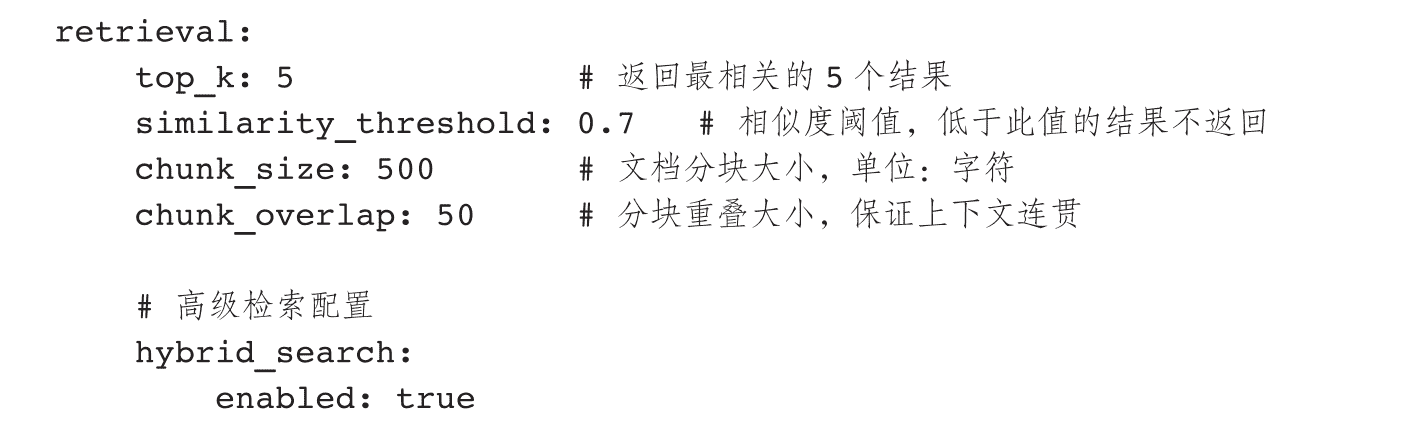 retrieval:
    top_k: 5               # 返回最相关的 5 个结果
    similarity_threshold: 0.7   # 相似度阈值，低于此值的结果不返回
    chunk_size: 500        # 文档分块大小，单位：字符
    chunk_overlap: 50      # 分块重叠大小，保证上下文连贯

    # 高级检索配置
    hybrid_search:
        enabled: true